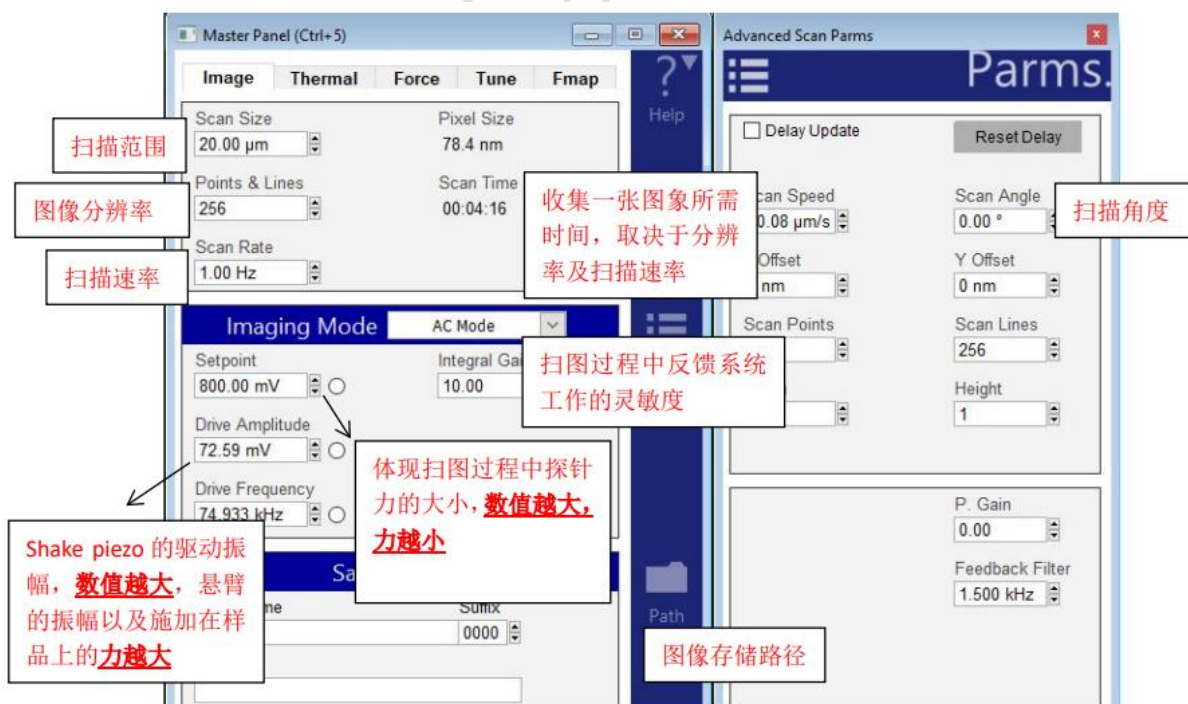 Master Panel (Ctrl+5)
Image Thermal Force Tune Fmap
?
Help
Scan Size
20.00 μm
Pixel Size
78.4 nm
Points & Lines
256
Scan Time
00:04:16
Scan Rate
1.00 Hz
Imaging Mode AC Mode
Setpoint
800.00 mV
10.00
Drive Amplitude
72.59 mV
Drive Frequency
74.933 kHz
Suffix
0000
Path
Advanced Scan Parms
x
Parms.
Delay Update
Reset Delay
Speed
Scan Angle
0.00 °
Offset
nm
Y Offset
0 nm
Scan Points
Scan Lines
256
Height
1
P. Gain
0.00
Feedback Filter
1.500 kHz
扫描范围
图像分辨率
扫描速率
收集一张图象所需
时间，取决于分辨
率及扫描速率
扫描角度
扫图过程中反馈系统
工作的灵敏度
体现扫图过程中探针
力的大小，数值越大，
力越小
Shake piezo 的驱动振
幅，数值越大，悬臂
的振幅以及施加在样
品上的力越大
图像存储路径